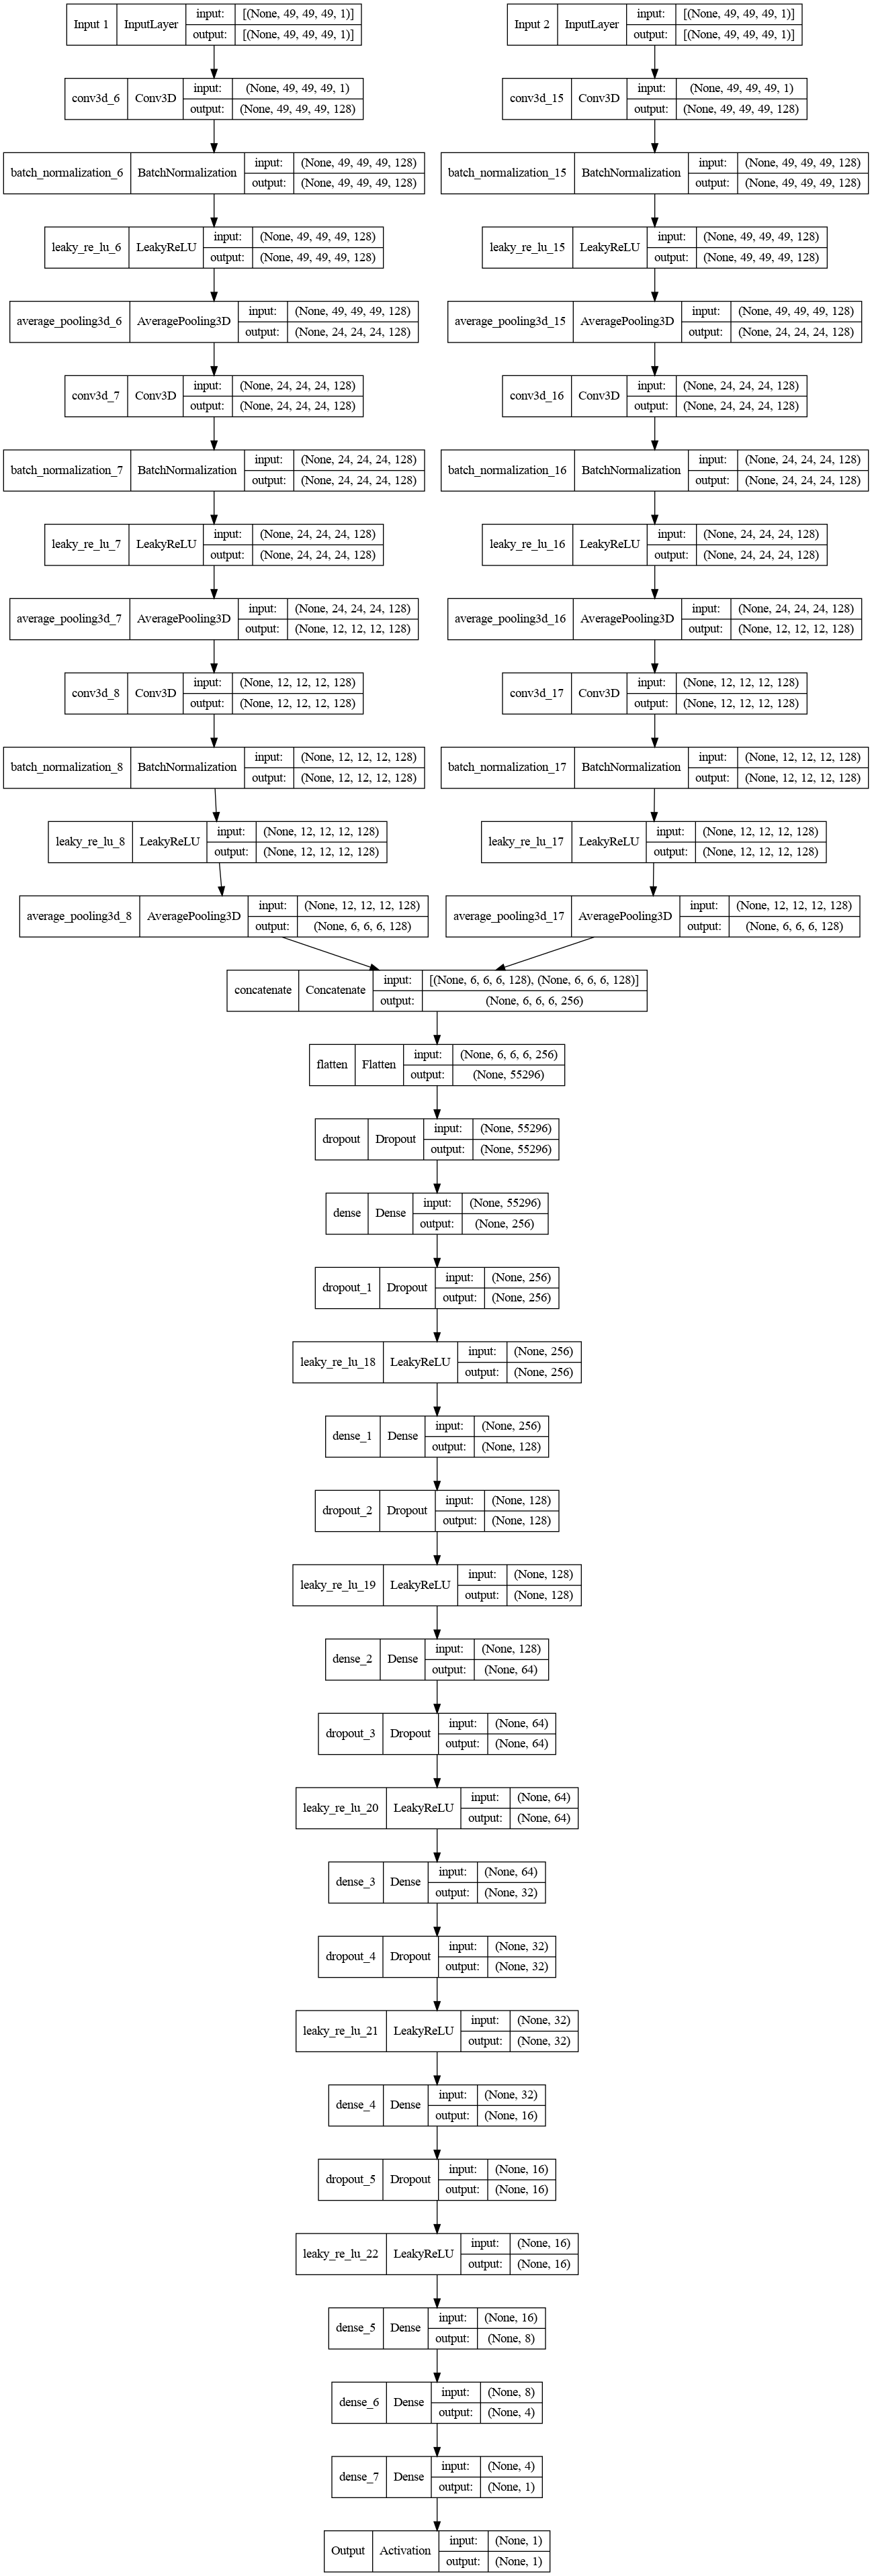 Input 1 InputLayer input: [(None, 49, 49, 49, 1)]
output: [(None, 49, 49, 49, 1)]
Input 2 InputLayer input: [(None, 49, 49, 49, 1)]
output: [(None, 49, 49, 49, 1)]
conv3d_6 Conv3D input: (None, 49, 49, 49, 1)
output: (None, 49, 49, 49, 128)
conv3d_15 Conv3D input: (None, 49, 49, 49, 1)
output: (None, 49, 49, 49, 128)
batch_normalization_6 BatchNormalization input: (None, 49, 49, 49, 128)
output: (None, 49, 49, 49, 128)
batch_normalization_15 BatchNormalization input: (None, 49, 49, 49, 128)
output: (None, 49, 49, 49, 128)
leaky_re_lu_6 LeakyReLU input: (None, 49, 49, 49, 128)
output: (None, 49, 49, 49, 128)
leaky_re_lu_15 LeakyReLU input: (None, 49, 49, 49, 128)
output: (None, 49, 49, 49, 128)
average_pooling3d_6 AveragePooling3D input: (None, 49, 49, 49, 128)
output: (None, 24, 24, 24, 128)
average_pooling3d_15 AveragePooling3D input: (None, 49, 49, 49, 128)
output: (None, 24, 24, 24, 128)
conv3d_7 Conv3D input: (None, 24, 24, 24, 128)
output: (None, 24, 24, 24, 128)
conv3d_16 Conv3D input: (None, 24, 24, 24, 128)
output: (None, 24, 24, 24, 128)
batch_normalization_7 BatchNormalization input: (None, 24, 24, 24, 128)
output: (None, 24, 24, 24, 128)
batch_normalization_16 BatchNormalization input: (None, 24, 24, 24, 128)
output: (None, 24, 24, 24, 128)
leaky_re_lu_7 LeakyReLU input: (None, 24, 24, 24, 128)
output: (None, 24, 24, 24, 128)
leaky_re_lu_16 LeakyReLU input: (None, 24, 24, 24, 128)
output: (None, 24, 24, 24, 128)
average_pooling3d_7 AveragePooling3D input: (None, 24, 24, 24, 128)
output: (None, 12, 12, 12, 128)
average_pooling3d_16 AveragePooling3D input: (None, 24, 24, 24, 128)
output: (None, 12, 12, 12, 128)
conv3d_8 Conv3D input: (None, 12, 12, 12, 128)
output: (None, 12, 12, 12, 128)
conv3d_17 Conv3D input: (None, 12, 12, 12, 128)
output: (None, 12, 12, 12, 128)
batch_normalization_8 BatchNormalization input: (None, 12, 12, 12, 128)
output: (None, 12, 12, 12, 128)
batch_normalization_17 BatchNormalization input: (None, 12, 12, 12, 128)
output: (None, 12, 12, 12, 128)
leaky_re_lu_8 LeakyReLU input: (None, 12, 12, 12, 128)
output: (None, 12, 12, 12, 128)
leaky_re_lu_17 LeakyReLU input: (None, 12, 12, 12, 128)
output: (None, 12, 12, 12, 128)
average_pooling3d_8 AveragePooling3D input: (None, 12, 12, 12, 128)
output: (None, 6, 6, 6, 128)
average_pooling3d_17 AveragePooling3D input: (None, 12, 12, 12, 128)
output: (None, 6, 6, 6, 128)
concatenate Concatenate input: [(None, 6, 6, 6, 128), (None, 6, 6, 6, 128)]
output: (None, 6, 6, 6, 256)
flatten Flatten input: (None, 6, 6, 6, 256)
output: (None, 55296)
dropout Dropout input: (None, 55296)
output: (None, 55296)
dense Dense input: (None, 55296)
output: (None, 256)
dropout_1 Dropout input: (None, 256)
output: (None, 256)
leaky_re_lu_18 LeakyReLU input: (None, 256)
output: (None, 256)
dense_1 Dense input: (None, 256)
output: (None, 128)
dropout_2 Dropout input: (None, 128)
output: (None, 128)
leaky_re_lu_19 LeakyReLU input: (None, 128)
output: (None, 128)
dense_2 Dense input: (None, 128)
output: (None, 64)
dropout_3 Dropout input: (None, 64)
output: (None, 64)
leaky_re_lu_20 LeakyReLU input: (None, 64)
output: (None, 64)
dense_3 Dense input: (None, 64)
output: (None, 32)
dropout_4 Dropout input: (None, 32)
output: (None, 32)
leaky_re_lu_21 LeakyReLU input: (None, 32)
output: (None, 32)
dense_4 Dense input: (None, 32)
output: (None, 16)
dropout_5 Dropout input: (None, 16)
output: (None, 16)
leaky_re_lu_22 LeakyReLU input: (None, 16)
output: (None, 16)
dense_5 Dense input: (None, 16)
output: (None, 8)
dense_6 Dense input: (None, 8)
output: (None, 4)
dense_7 Dense input: (None, 4)
output: (None, 1)
Output Activation input: (None, 1)
output: (None, 1)